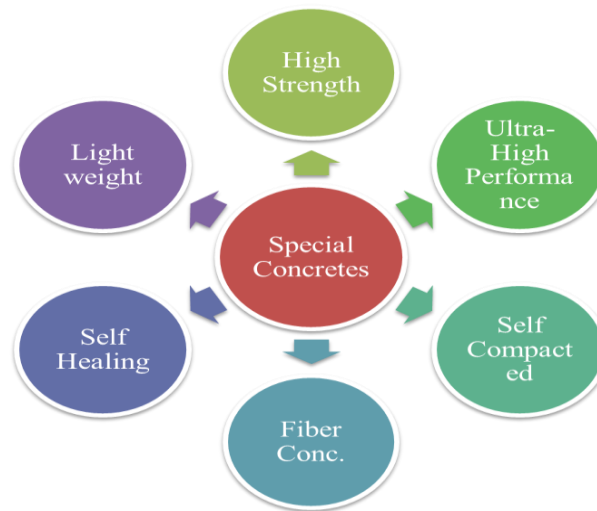 High
Strength
Ultra-
High
Performa
nce
Self
Compact
ed
Fiber
Conc.
Self
Healing
Light
weight
Special
Concretes